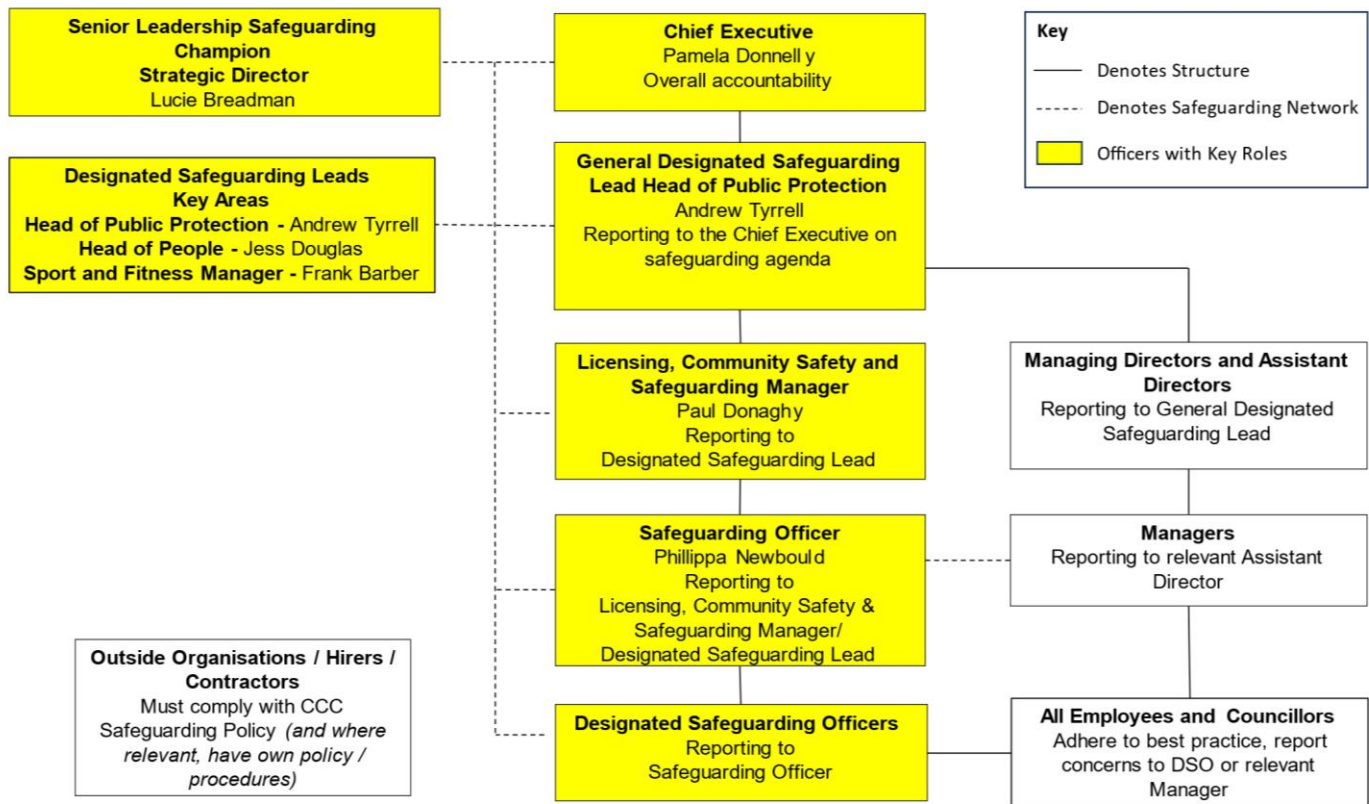 Senior Leadership Safeguarding
Champion
Strategic Director
Lucie Breadman
Chief Executive
Pamela Donnelly
Overall accountability
Key
Denotes Structure
Denotes Safeguarding Network
Officers with Key Roles
Designated Safeguarding Leads
Key Areas
Head of Public Protection - Andrew Tyrrell
Head of People - Jess Douglas
Sport and Fitness Manager - Frank Barber
General Designated Safeguarding
Lead Head of Public Protection
Andrew Tyrrell
Reporting to the Chief Executive on
safeguarding agenda
Licensing, Community Safety and
Safeguarding Manager
Paul Donaghy
Reporting to
Designated Safeguarding Lead
Managing Directors and Assistant
Directors
Reporting to General Designated
Safeguarding Lead
Safeguarding Officer
Phillippa Newbould
Reporting to
Licensing, Community Safety &
Safeguarding Manager/
Designated Safeguarding Lead
Managers
Reporting to relevant Assistant
Director
Outside Organisations / Hirers /
Contractors
Must comply with CCC
Safeguarding Policy (and where
relevant, have own policy /
procedures)
Designated Safeguarding Officers
Reporting to
Safeguarding Officer
All Employees and Councillors
Adhere to best practice, report
concerns to DSO or relevant
Manager